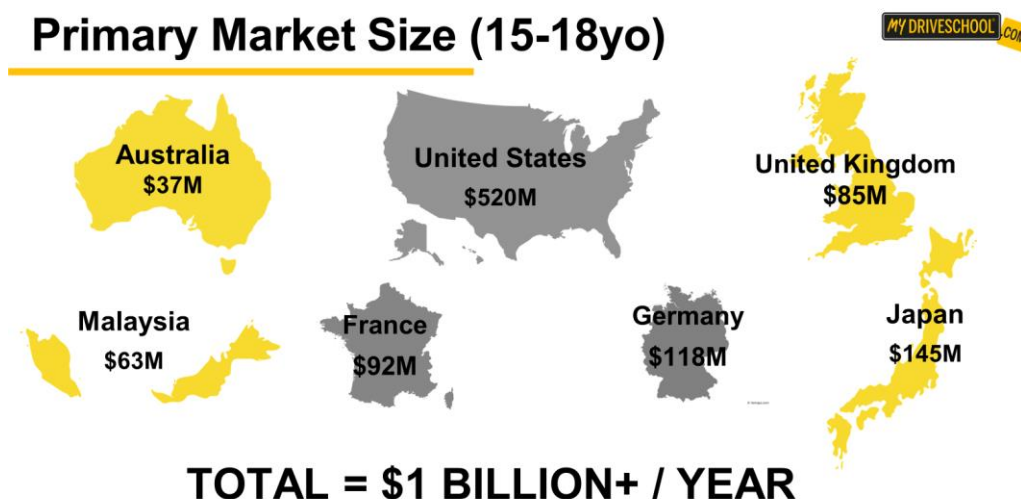 Primary Market Size (15-18yo)
MY DRIVESCHOOL .COM
Australia
$37M
United States
$520M
United Kingdom
$85M
Malaysia
$63M
France
$92M
Germany
$118M
Japan
$145M
TOTAL = $1 BILLION+ / YEAR